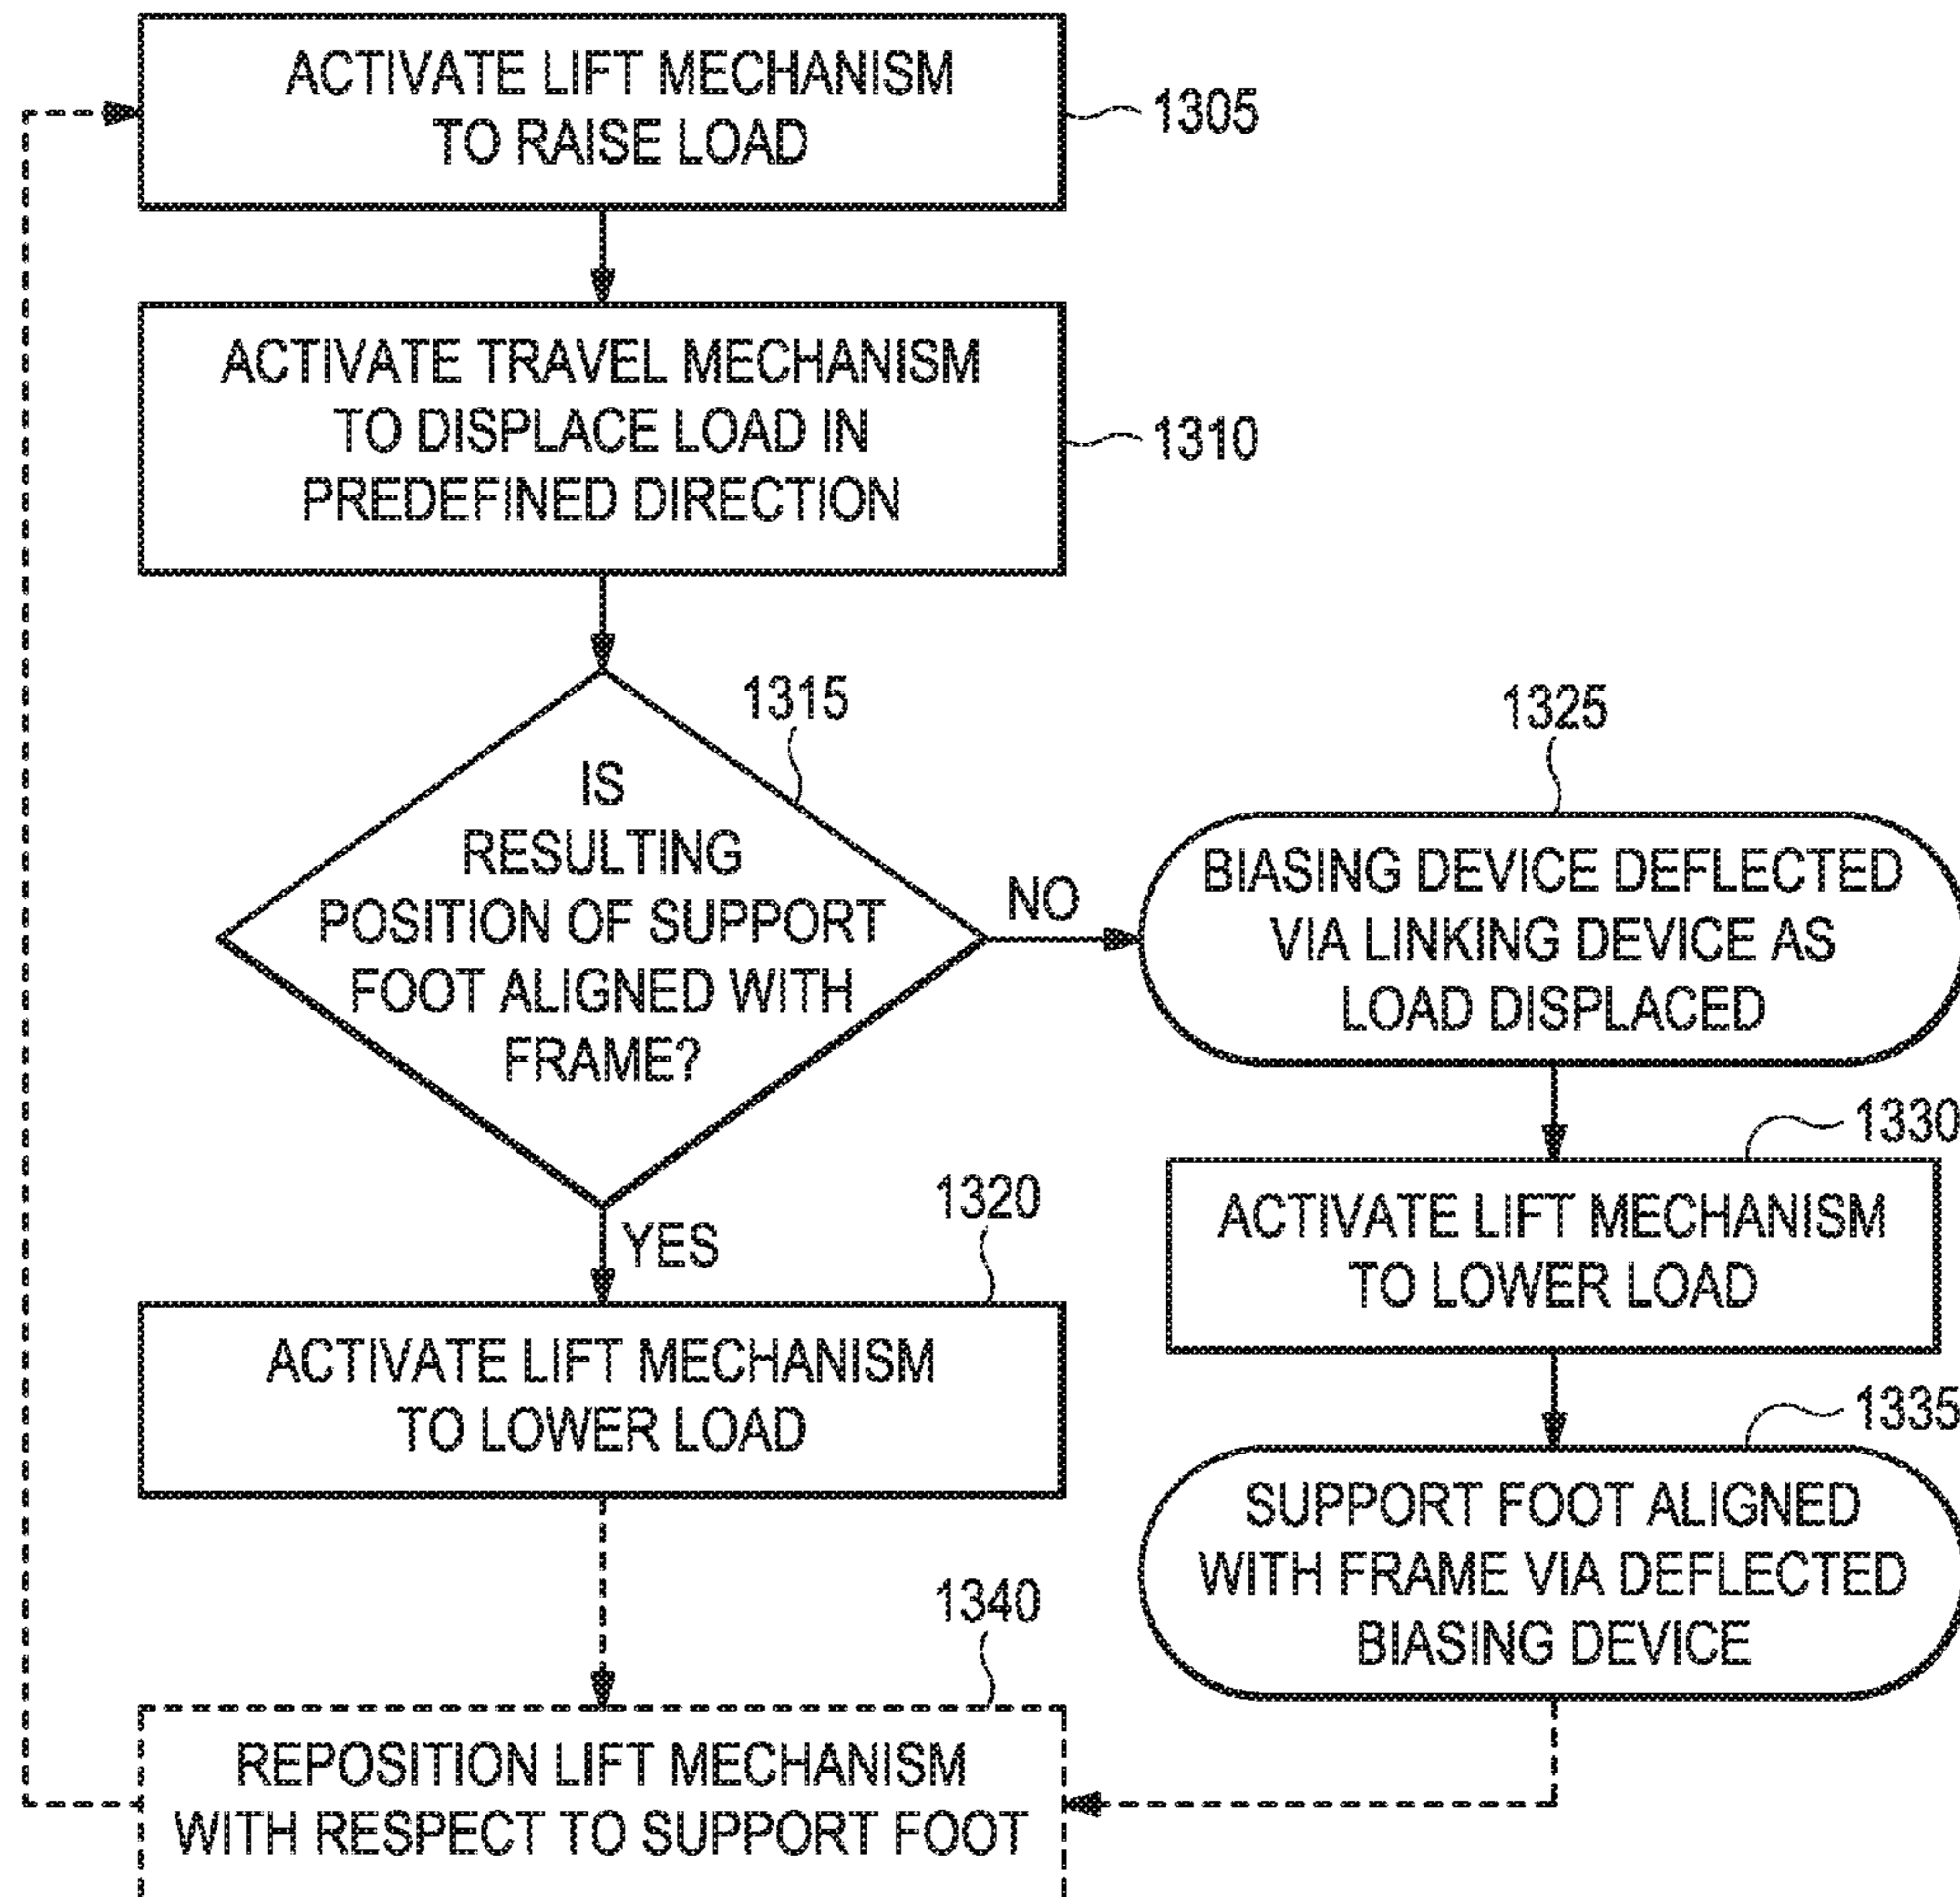 ACTIVATE LIFT MECHANISM
TO RAISE LOAD
1305
ACTIVATE TRAVEL MECHANISM
TO DISPLACE LOAD IN
PREDEFINED DIRECTION
1310
1315
IS
RESULTING
POSITION OF SUPPORT
FOOT ALIGNED WITH
FRAME?
NO
YES
1325
BIASING DEVICE DEFLECTED
VIA LINKING DEVICE AS
LOAD DISPLACED
1330
ACTIVATE LIFT MECHANISM
TO LOWER LOAD
1335
SUPPORT FOOT ALIGNED
WITH FRAME VIA DEFLECTED
BIASING DEVICE
1320
ACTIVATE LIFT MECHANISM
TO LOWER LOAD
1340
REPOSITION LIFT MECHANISM
WITH RESPECT TO SUPPORT FOOT